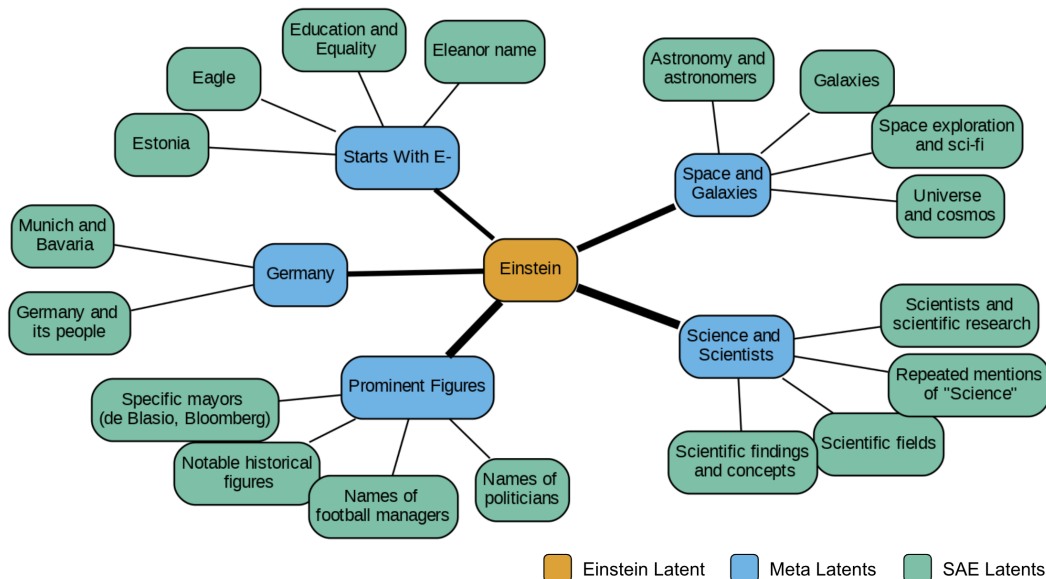 Education and
Equality
Eleanor name
Eagle
Estonia
Starts With E-
Astronomy and
astronomers
Galaxies
Space exploration
and sci-fi
Space and
Galaxies
Universe
and cosmos
Munich and
Bavaria
Germany
Germany and
its people
Einstein
Scientists and
scientific research
Science and
Scientists
Repeated mentions
of "Science"
Scientific fields
Scientific findings
and concepts
Prominent Figures
Specific mayors
(de Blasio, Bloomberg)
Notable historical
figures
Names of
football managers
Names of
politicians
Einstein Latent
Meta Latents
SAE Latents